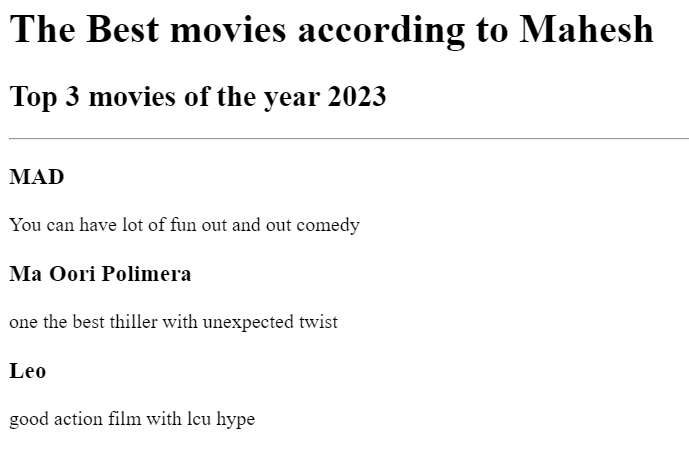 The Best movies according to Mahesh
Top 3 movies of the year 2023
MAD
You can have lot of fun out and out comedy
Ma Oori Polimera
one the best thiller with unexpected twist
Leo
good action film with lcu hype